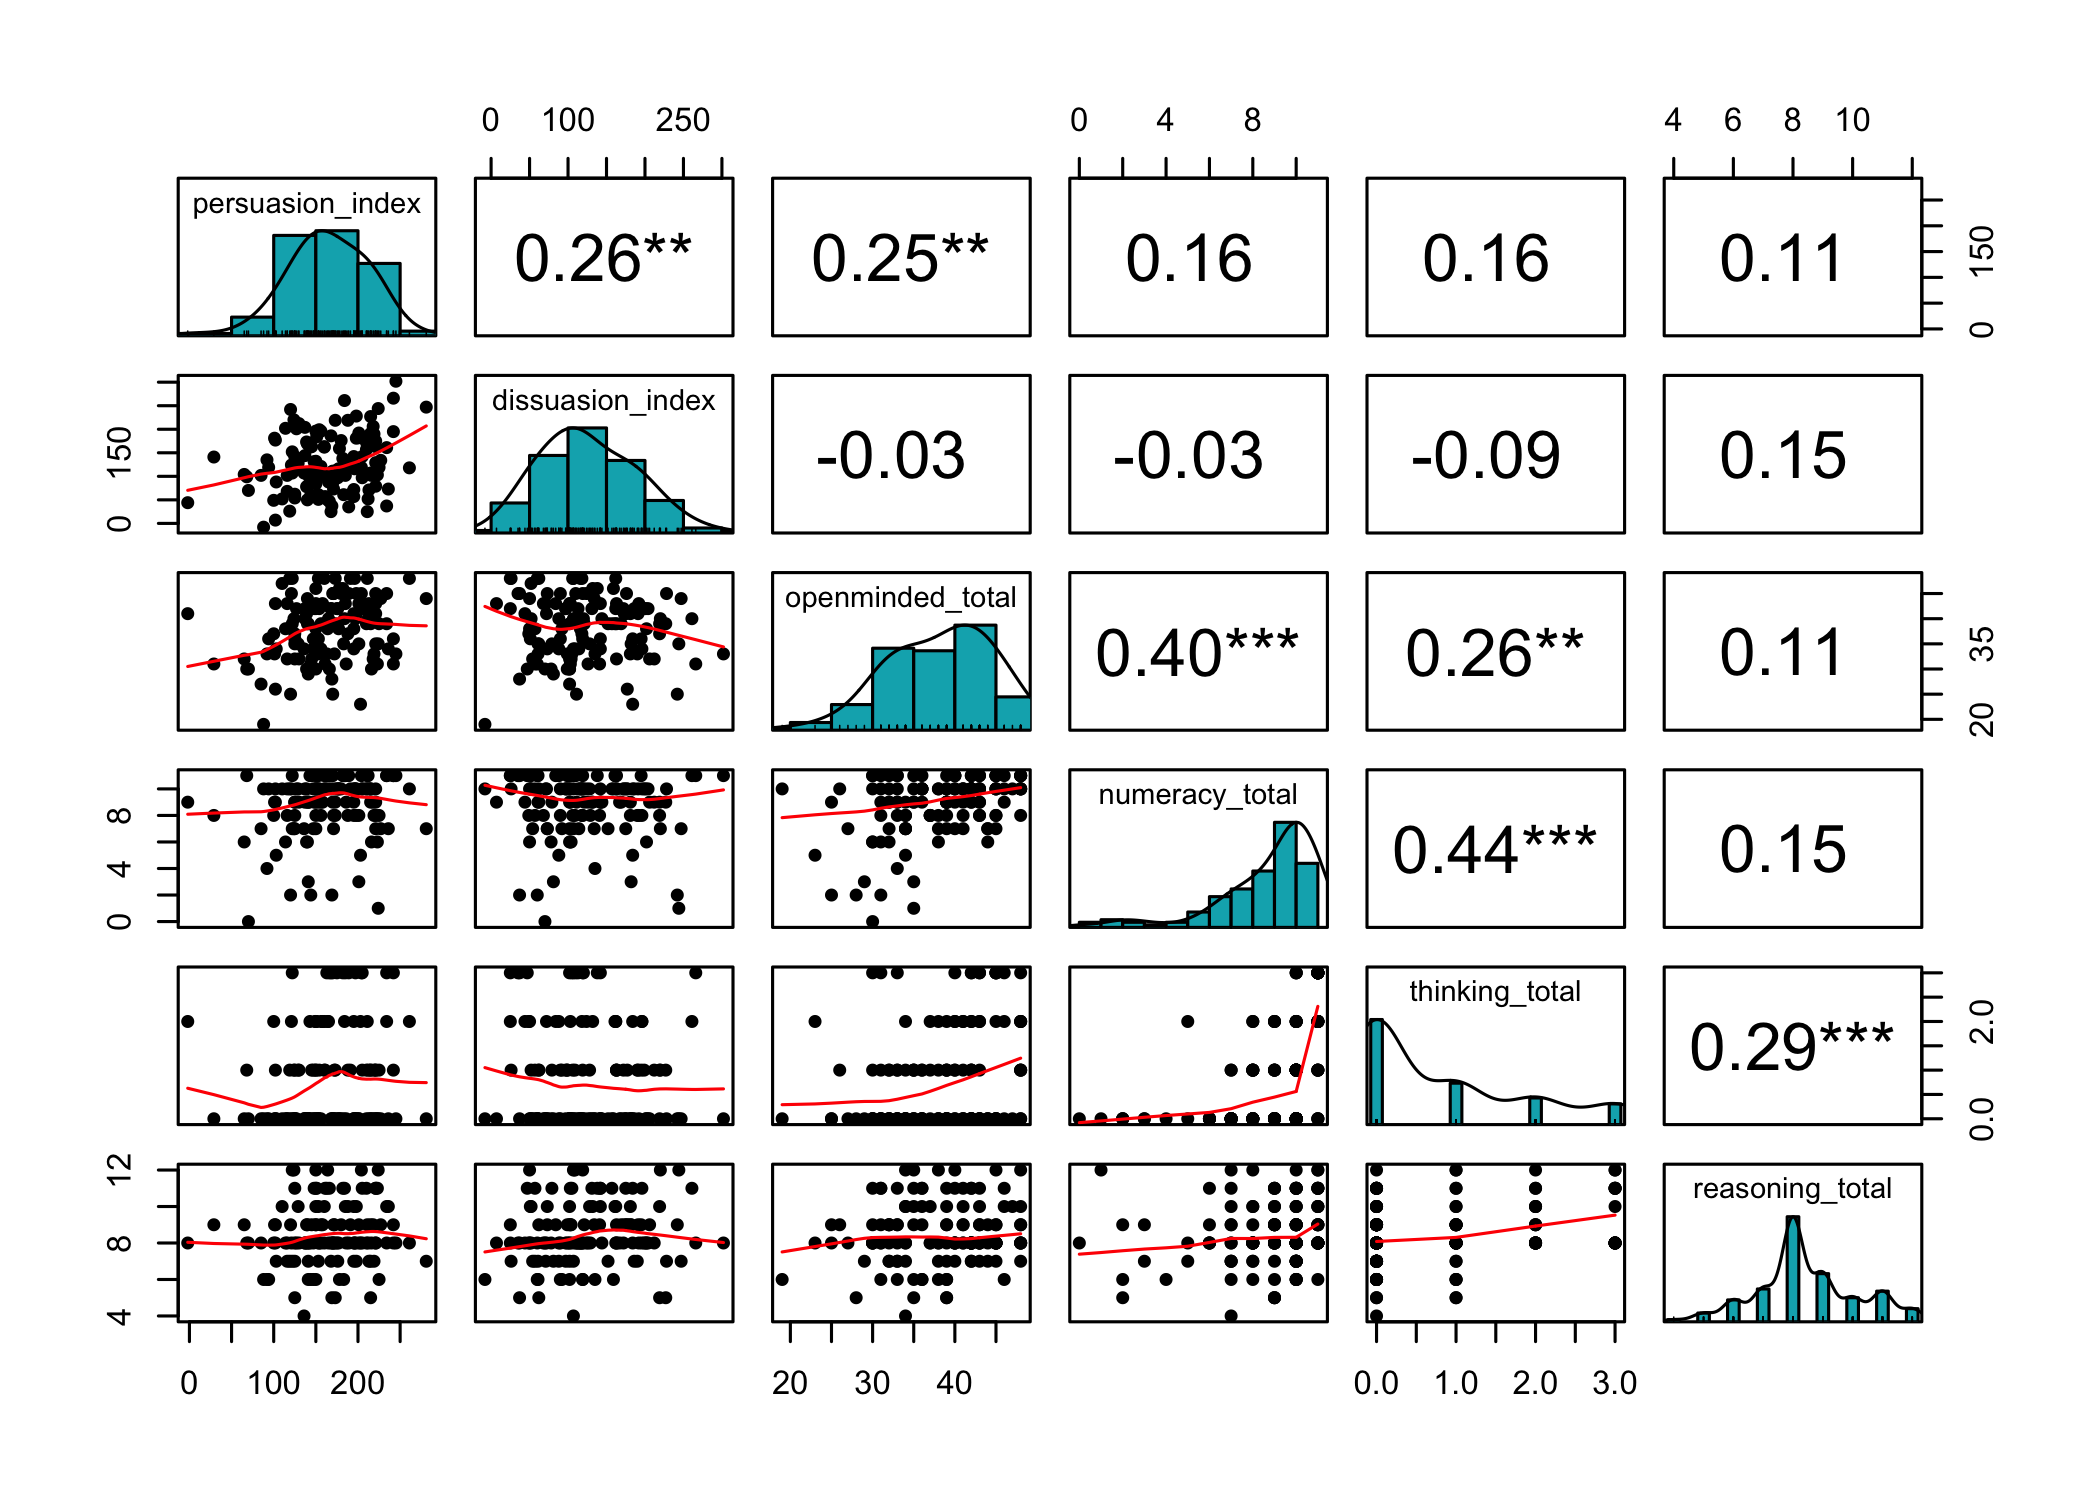 0 100 250 0 4 8 4 6 8 10
persuasion_index 0.26** 0.25** 0.16 0.16 0.11 0 150
0 150 dissuasion_index -0.03 -0.03 -0.09 0.15
openminded_total 0.40*** 0.26** 0.11 20 35
0 4 8 numeracy_total 0.44*** 0.15
thinking_total 0.29*** 0.0 2.0
4 8 12 reasoning_total
0 100 200 20 30 40 0.0 1.0 2.0 3.0